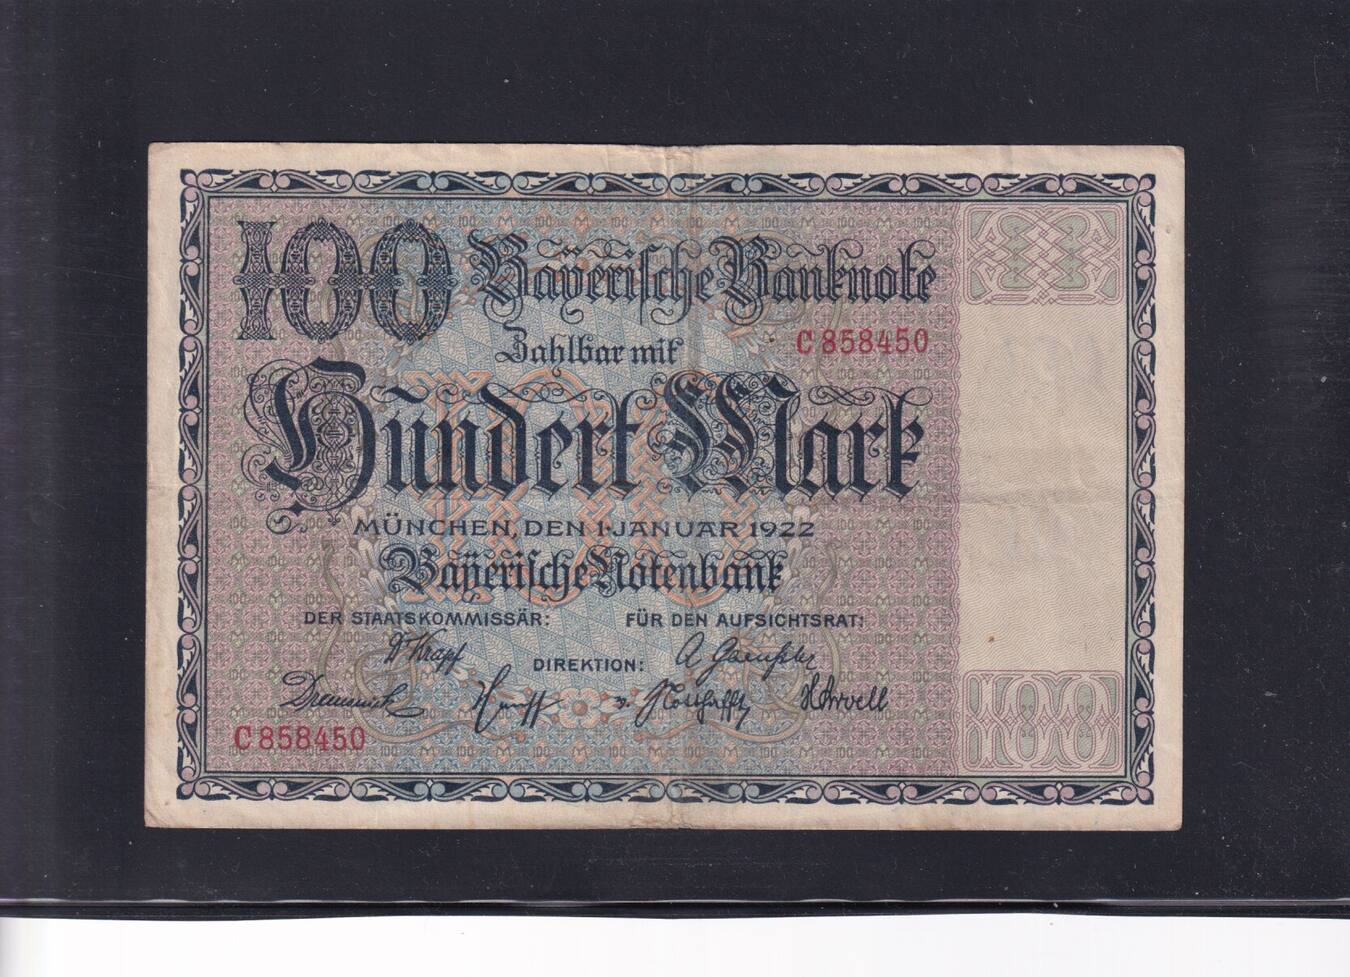 100 Bayerische Banknote
Zahlbar mit
C 858450
Hundert Mark
MÜNCHEN, DEN 1·JANUAR 1922
Bayerische Notenbank
DER STAATSKOMMISSÄR: FÜR DEN AUFSICHTSRAT:
DIREKTION:
C 858450
100